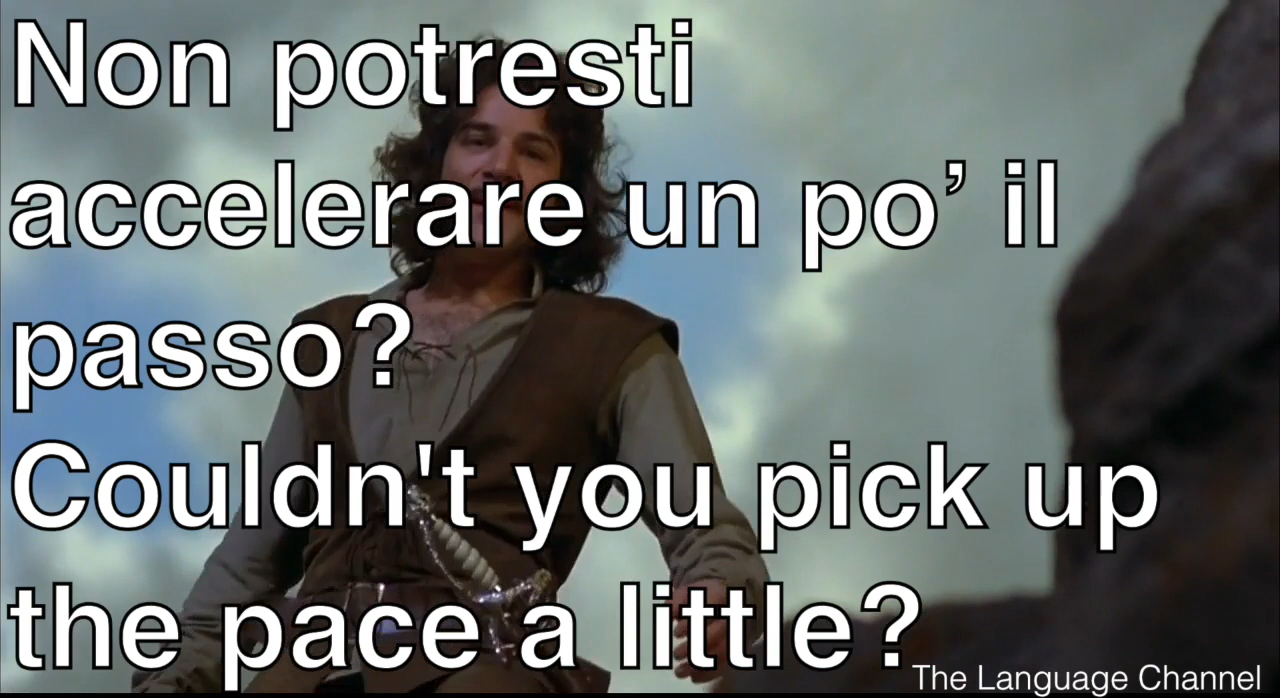 Non potresti
accelerare un po’ il
passo?
Couldn't you pick up
the pace a little?
The Language Channel